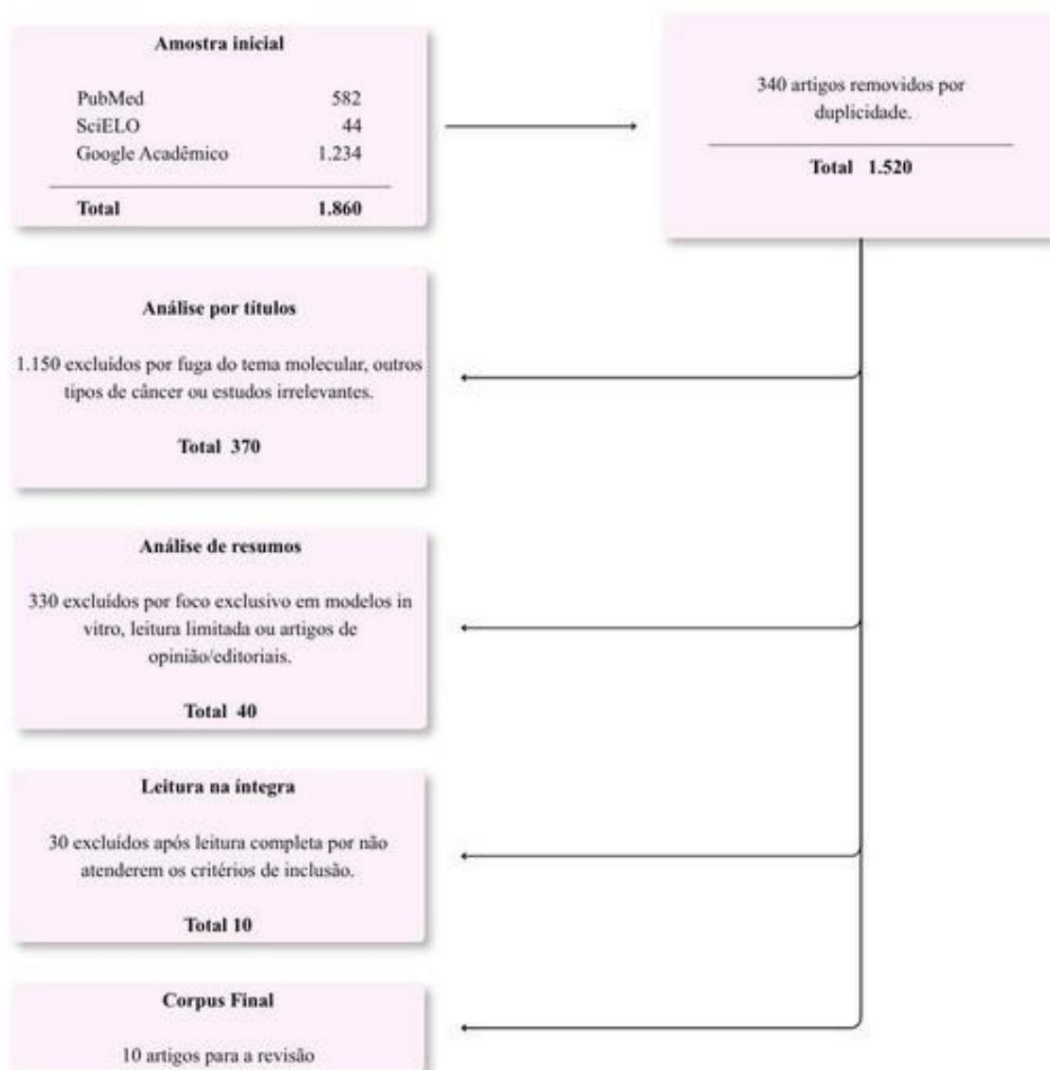 Amostra inicial
PubMed 582
SciELO 44
Google Acadêmico 1.234
Total 1.860
340 artigos removidos por
duplicidade.
Total 1.520
Análise por títulos
1.150 excluídos por fuga do tema molecular, outros
tipos de câncer ou estudos irrelevantes.
Total 370
Análise de resumos
330 excluídos por foco exclusivo em modelos in
vitro, leitura limitada ou artigos de
opinião/editoriais.
Total 40
Leitura na íntegra
30 excluídos após leitura completa por não
atenderem os critérios de inclusão.
Total 10
Corpus Final
10 artigos para a revisão